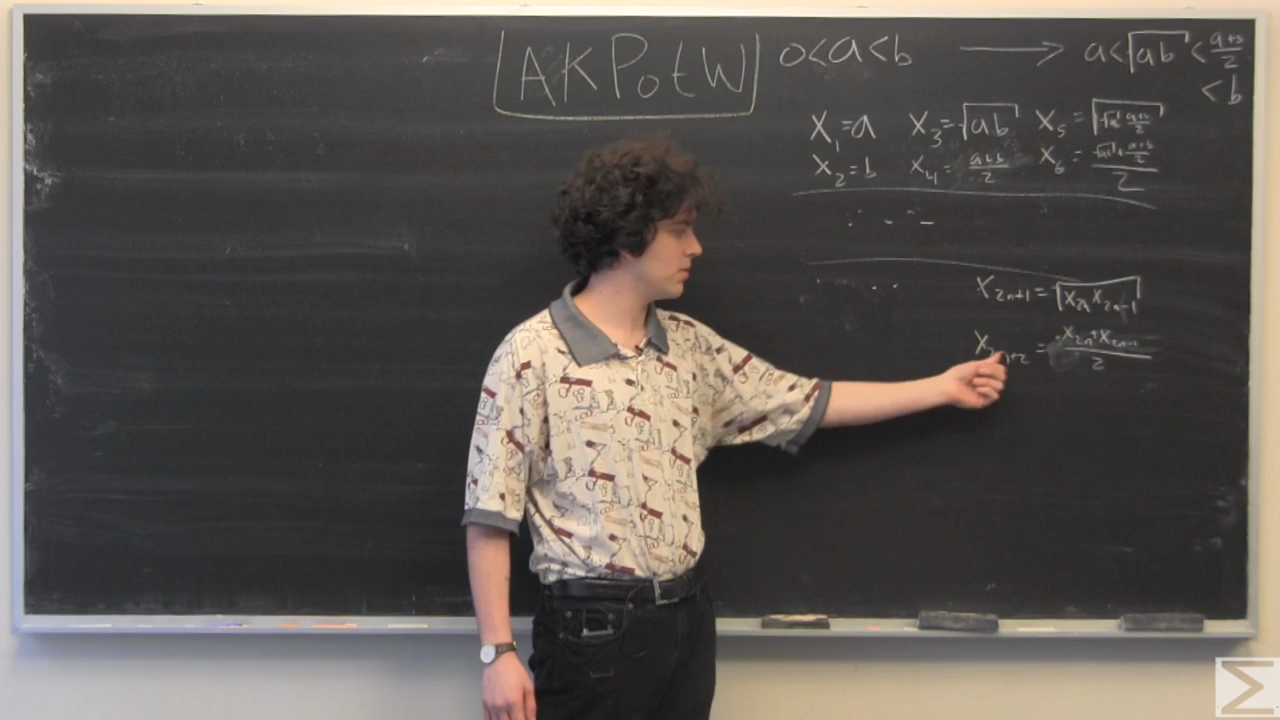 AKPotW
0<a<b ⟶ a<√ab < a+b/2
<b
X₁=a X₃=√ab X₅=√(√ab a+b/2)
X₂=b X₄=a+b/2 X₆=(√ab + a+b/2)/2
X₂ₙ₊₁=√(X₂ₙX₂ₙ₋₁)
X₂ₙ₊₂=(X₂ₙ+X₂ₙ₋₁)/2
Σ